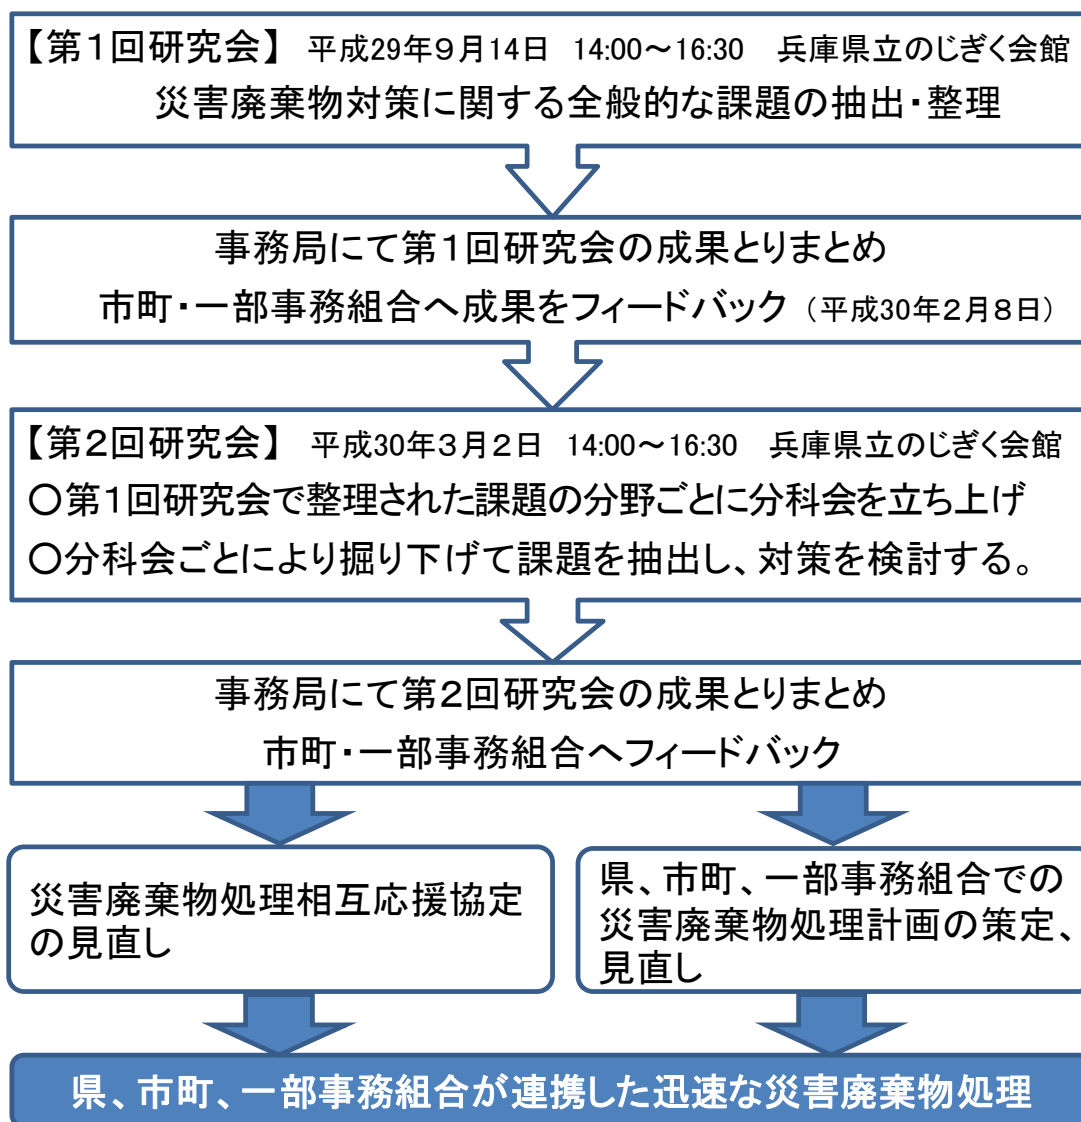 【第1回研究会】 平成29年9月14日 14:00～16:30 兵庫県立のじぎく会館
災害廃棄物対策に関する全般的な課題の抽出・整理
事務局にて第1回研究会の成果とりまとめ
市町・一部事務組合へ成果をフィードバック （平成30年2月8日）
【第2回研究会】 平成30年3月2日 14:00～16:30 兵庫県立のじぎく会館
○第1回研究会で整理された課題の分野ごとに分科会を立ち上げ
○分科会ごとにより掘り下げて課題を抽出し、対策を検討する。
事務局にて第2回研究会の成果とりまとめ
市町・一部事務組合へフィードバック
災害廃棄物処理相互応援協定
の見直し
県、市町、一部事務組合での
災害廃棄物処理計画の策定、
見直し
県、市町、一部事務組合が連携した迅速な災害廃棄物処理